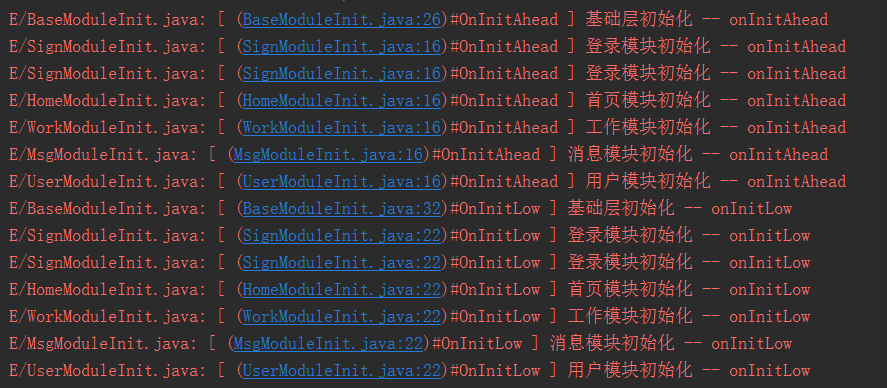 E/BaseModuleInit.java: [ (BaseModuleInit.java:26)#OnInitAhead ] 基础层初始化 -- onInitAhead
E/SignModuleInit.java: [ (SignModuleInit.java:16)#OnInitAhead ] 登录模块初始化 -- onInitAhead
E/SignModuleInit.java: [ (SignModuleInit.java:16)#OnInitAhead ] 登录模块初始化 -- onInitAhead
E/HomeModuleInit.java: [ (HomeModuleInit.java:16)#OnInitAhead ] 首页模块初始化 -- onInitAhead
E/WorkModuleInit.java: [ (WorkModuleInit.java:16)#OnInitAhead ] 工作模块初始化 -- onInitAhead
E/MsgModuleInit.java: [ (MsgModuleInit.java:16)#OnInitAhead ] 消息模块初始化 -- onInitAhead
E/UserModuleInit.java: [ (UserModuleInit.java:16)#OnInitAhead ] 用户模块初始化 -- onInitAhead
E/BaseModuleInit.java: [ (BaseModuleInit.java:32)#OnInitLow ] 基础层初始化 -- onInitLow
E/SignModuleInit.java: [ (SignModuleInit.java:22)#OnInitLow ] 登录模块初始化 -- onInitLow
E/SignModuleInit.java: [ (SignModuleInit.java:22)#OnInitLow ] 登录模块初始化 -- onInitLow
E/HomeModuleInit.java: [ (HomeModuleInit.java:22)#OnInitLow ] 首页模块初始化 -- onInitLow
E/WorkModuleInit.java: [ (WorkModuleInit.java:22)#OnInitLow ] 工作模块初始化 -- onInitLow
E/MsgModuleInit.java: [ (MsgModuleInit.java:22)#OnInitLow ] 消息模块初始化 -- onInitLow
E/UserModuleInit.java: [ (UserModuleInit.java:22)#OnInitLow ] 用户模块初始化 -- onInitLow